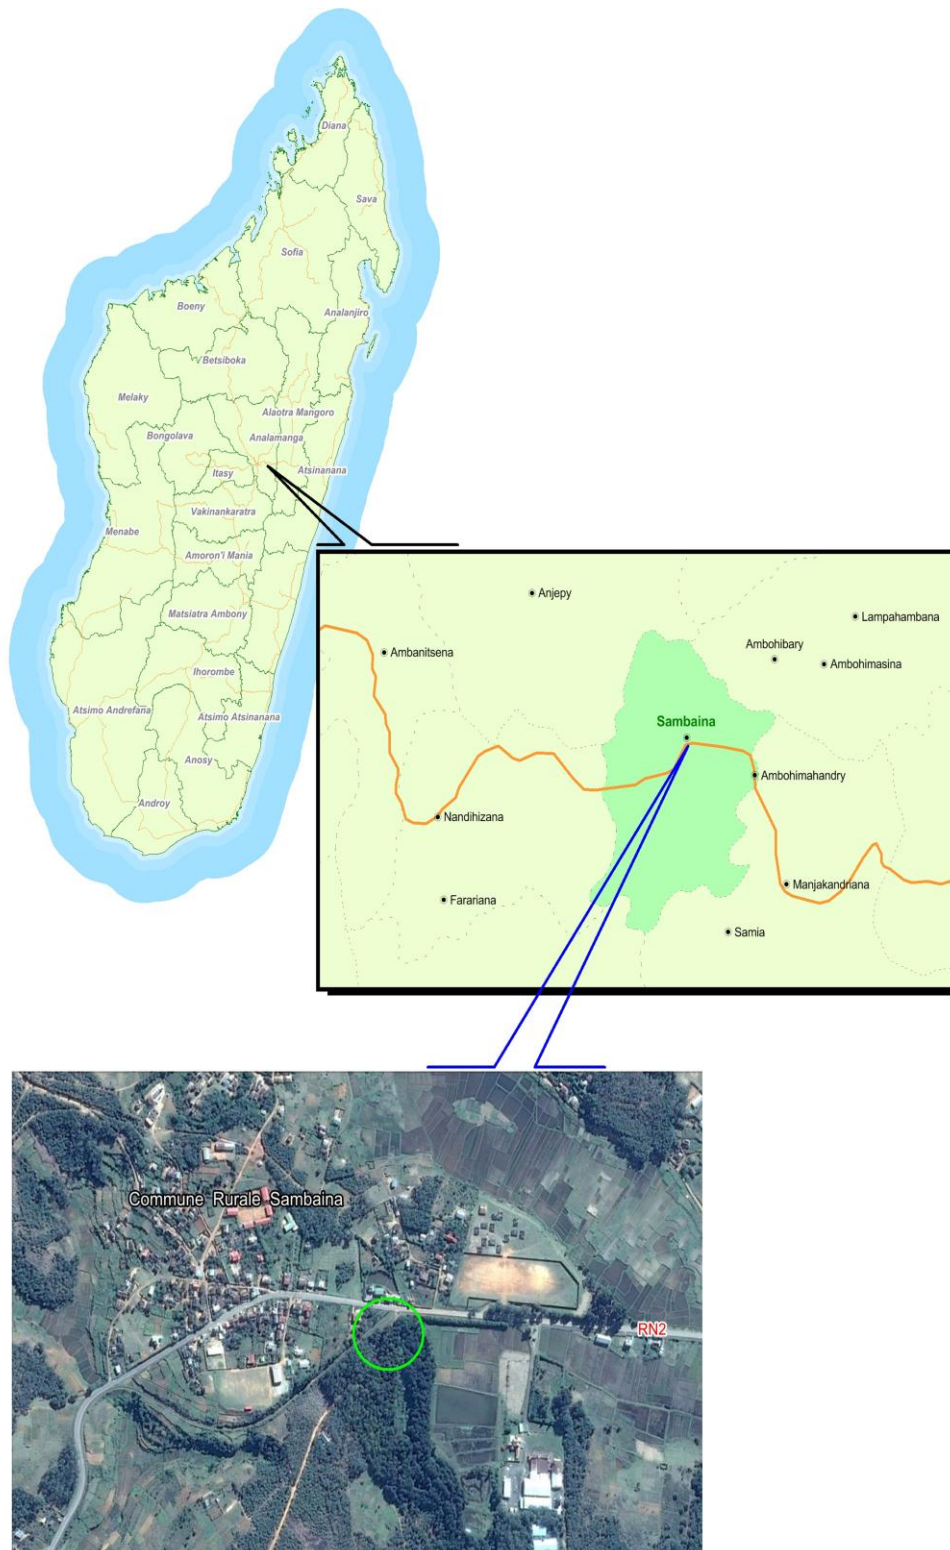 Diana
Sava
Sofia
Boeny
Analanjiro
Betsiboka
Melaky
Alaotra Mangoro
Bongolava
Analamanga
Itasy
Atsinanana
Vakinankaratra
Menabe
Amoron'i Mania
Matsiatra Ambony
Ihorombe
Atsimo Andrefana
Atsimo Atsinanana
Anosy
Androy
Anjepy
Lampahambana
Ambanitsena
Ambohibary
Ambohimasina
Sambaina
Ambohimahandry
Nandihizana
Manjakandriana
Farariana
Samia
Commune Rurale Sambaina
RN2